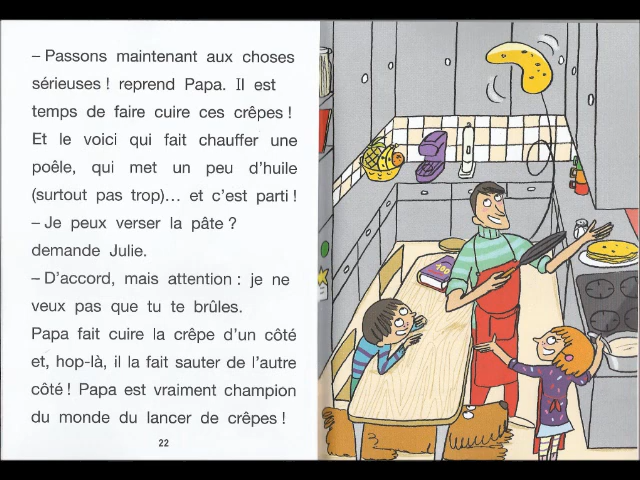 – Passons maintenant aux choses
sérieuses ! reprend Papa. Il est
temps de faire cuire ces crêpes !
Et le voici qui fait chauffer une
poêle, qui met un peu d’huile
(surtout pas trop)… et c’est parti !
– Je peux verser la pâte ?
demande Julie.
– D’accord, mais attention : je ne
veux pas que tu te brûles.
Papa fait cuire la crêpe d’un côté
et, hop-là, il la fait sauter de l’autre
côté ! Papa est vraiment champion
du monde du lancer de crêpes !
22